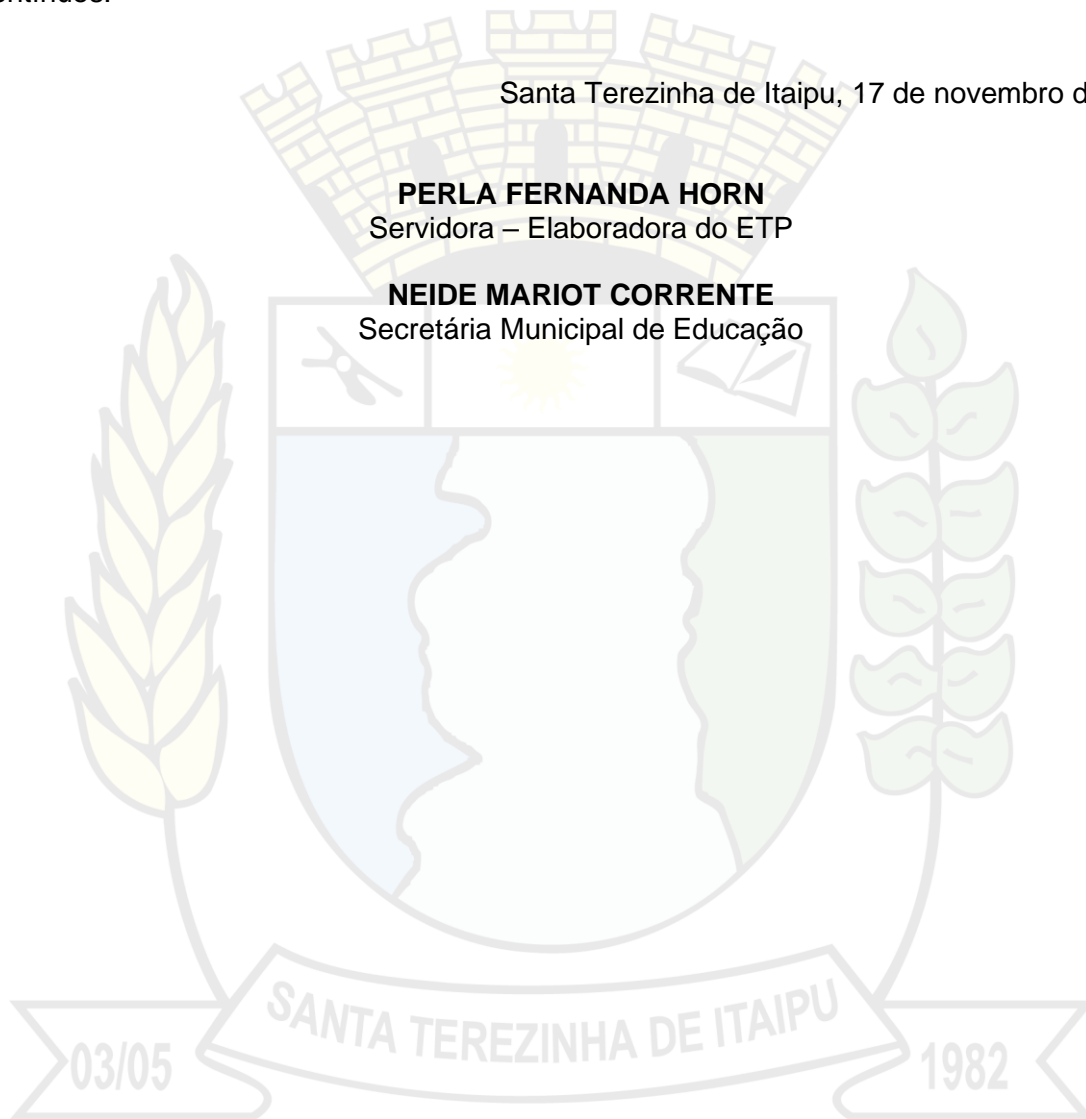 Santa Terezinha de Itaipu, 17 de novembro
PERLA FERNANDA HORN
Servidora – Elaboradora do ETP
NEIDE MARIOT CORRENTE
Secretária Municipal de Educação
SANTA TEREZINHA DE ITAIPU
03/05
1982